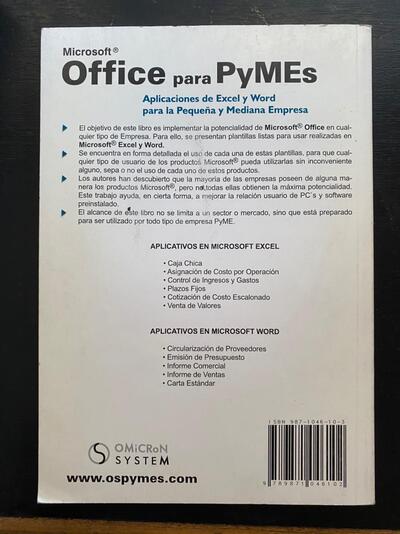 Microsoft®
Office para PyMEs
Aplicaciones de Excel y Word
para la Pequeña y Mediana Empresa
El objetivo de este libro es implementar la potencialidad de Microsoft® Office en cual-
quier tipo de Empresa. Para ello, se presentan plantillas listas para usar realizadas en
Microsoft® Excel y Word.
Se encuentra en forma detallada el uso de cada una de estas plantillas, para que cual-
quier tipo de usuario de los productos Microsoft® pueda utilizarlas sin inconveniente
alguno, sepa o no el uso de cada uno de estos productos.
Los autores han descubierto que la mayoría de las empresas poseen de alguna ma-
nera los productos Microsoft®, pero no todas ellas obtienen la máxima potencialidad.
Este trabajo ayuda, en cierta forma, a mejorar la relación usuario de PC´s y software
preinstalado.
El alcance de este libro no se limita a un sector o mercado, sino que está preparado
para ser utilizado por todo tipo de empresa PyME.
APLICATIVOS EN MICROSOFT EXCEL
• Caja Chica
• Asignación de Costo por Operación
• Control de Ingresos y Gastos
• Plazos Fijos
• Cotización de Costo Escalonado
• Venta de Valores
APLICATIVOS EN MICROSOFT WORD
• Circularización de Proveedores
• Emisión de Presupuesto
• Informe Comercial
• Informe de Ventas
• Carta Estándar
ISBN 987-1046-10-3
9 789871 046102
OMiCRoN
SYSTEM
www.ospymes.com